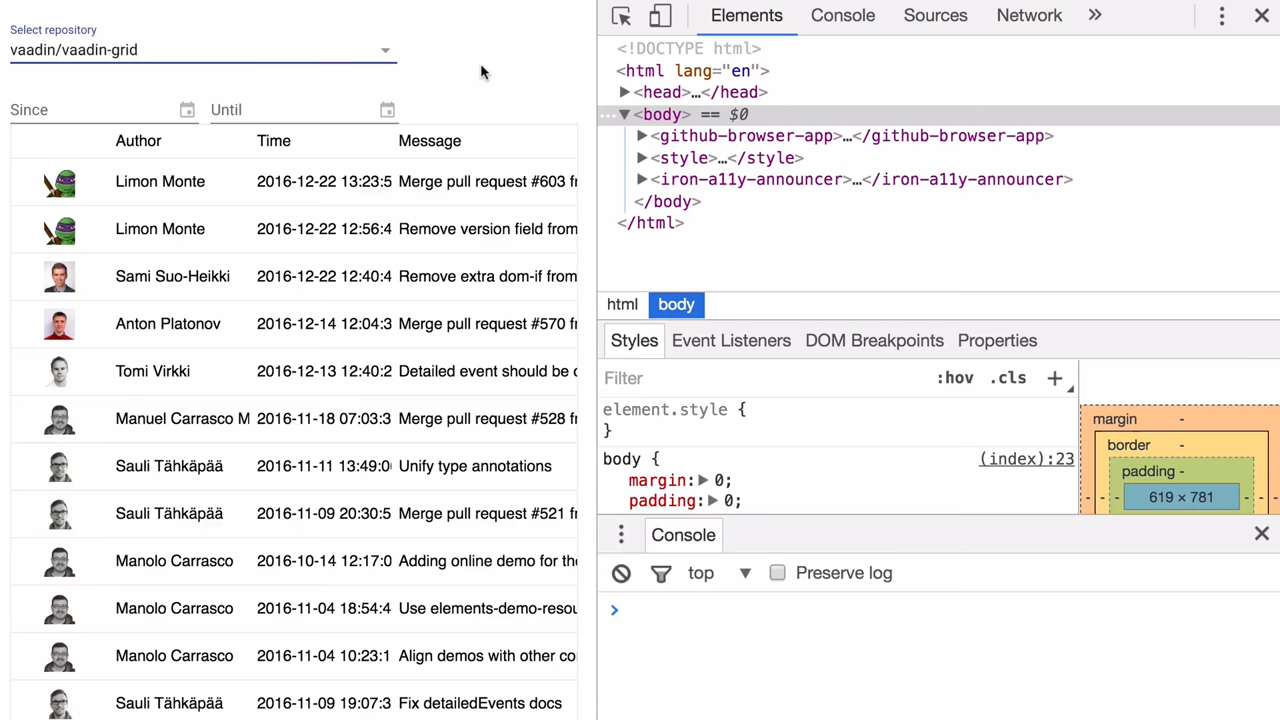 Select repository
vaadin/vaadin-grid
Since Until
Author Time Message
Limon Monte 2016-12-22 13:23:5 Merge pull request #603 fr
Limon Monte 2016-12-22 12:56:4 Remove version field from
Sami Suo-Heikki 2016-12-22 12:40:4 Remove extra dom-if from
Anton Platonov 2016-12-14 12:04:3 Merge pull request #570 fr
Tomi Virkki 2016-12-13 12:40:2 Detailed event should be c
Manuel Carrasco M 2016-11-18 07:03:3 Merge pull request #528 fr
Sauli Tähkäpää 2016-11-11 13:49:0 Unify type annotations
Sauli Tähkäpää 2016-11-09 20:30:5 Merge pull request #521 fr
Manolo Carrasco 2016-10-14 12:17:0 Adding online demo for the
Manolo Carrasco 2016-11-04 18:54:4 Use elements-demo-resou
Manolo Carrasco 2016-11-04 10:23:1 Align demos with other co
Sauli Tähkäpää 2016-11-09 19:07:3 Fix detailedEvents docs
Elements Console Sources Network
<!DOCTYPE html>
<html lang="en">
<head>…</head>
<body> == $0
<github-browser-app>…</github-browser-app>
<style>…</style>
<iron-a11y-announcer>…</iron-a11y-announcer>
</body>
</html>
html body
Styles Event Listeners DOM Breakpoints Properties
Filter :hov .cls +
element.style {
}
body { (index):23
margin: 0;
padding: 0;
margin -
border -
padding -
- - - 619 × 781 - - -
Console
top Preserve log